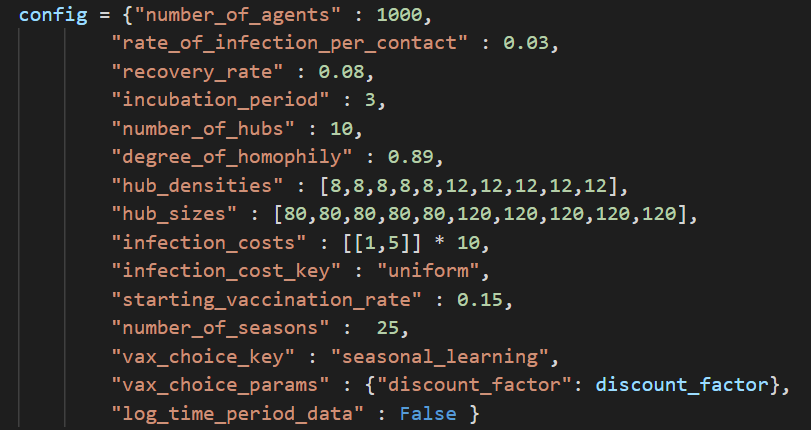 config = {"number_of_agents" : 1000,
"rate_of_infection_per_contact" : 0.03,
"recovery_rate" : 0.08,
"incubation_period" : 3,
"number_of_hubs" : 10,
"degree_of_homophily" : 0.89,
"hub_densities" : [8,8,8,8,8,12,12,12,12,12],
"hub_sizes" : [80,80,80,80,80,120,120,120,120,120],
"infection_costs" : [[1,5]] * 10,
"infection_cost_key" : "uniform",
"starting_vaccination_rate" : 0.15,
"number_of_seasons" :  25,
"vax_choice_key" : "seasonal_learning",
"vax_choice_params" : {"discount_factor": discount_factor},
"log_time_period_data" : False }